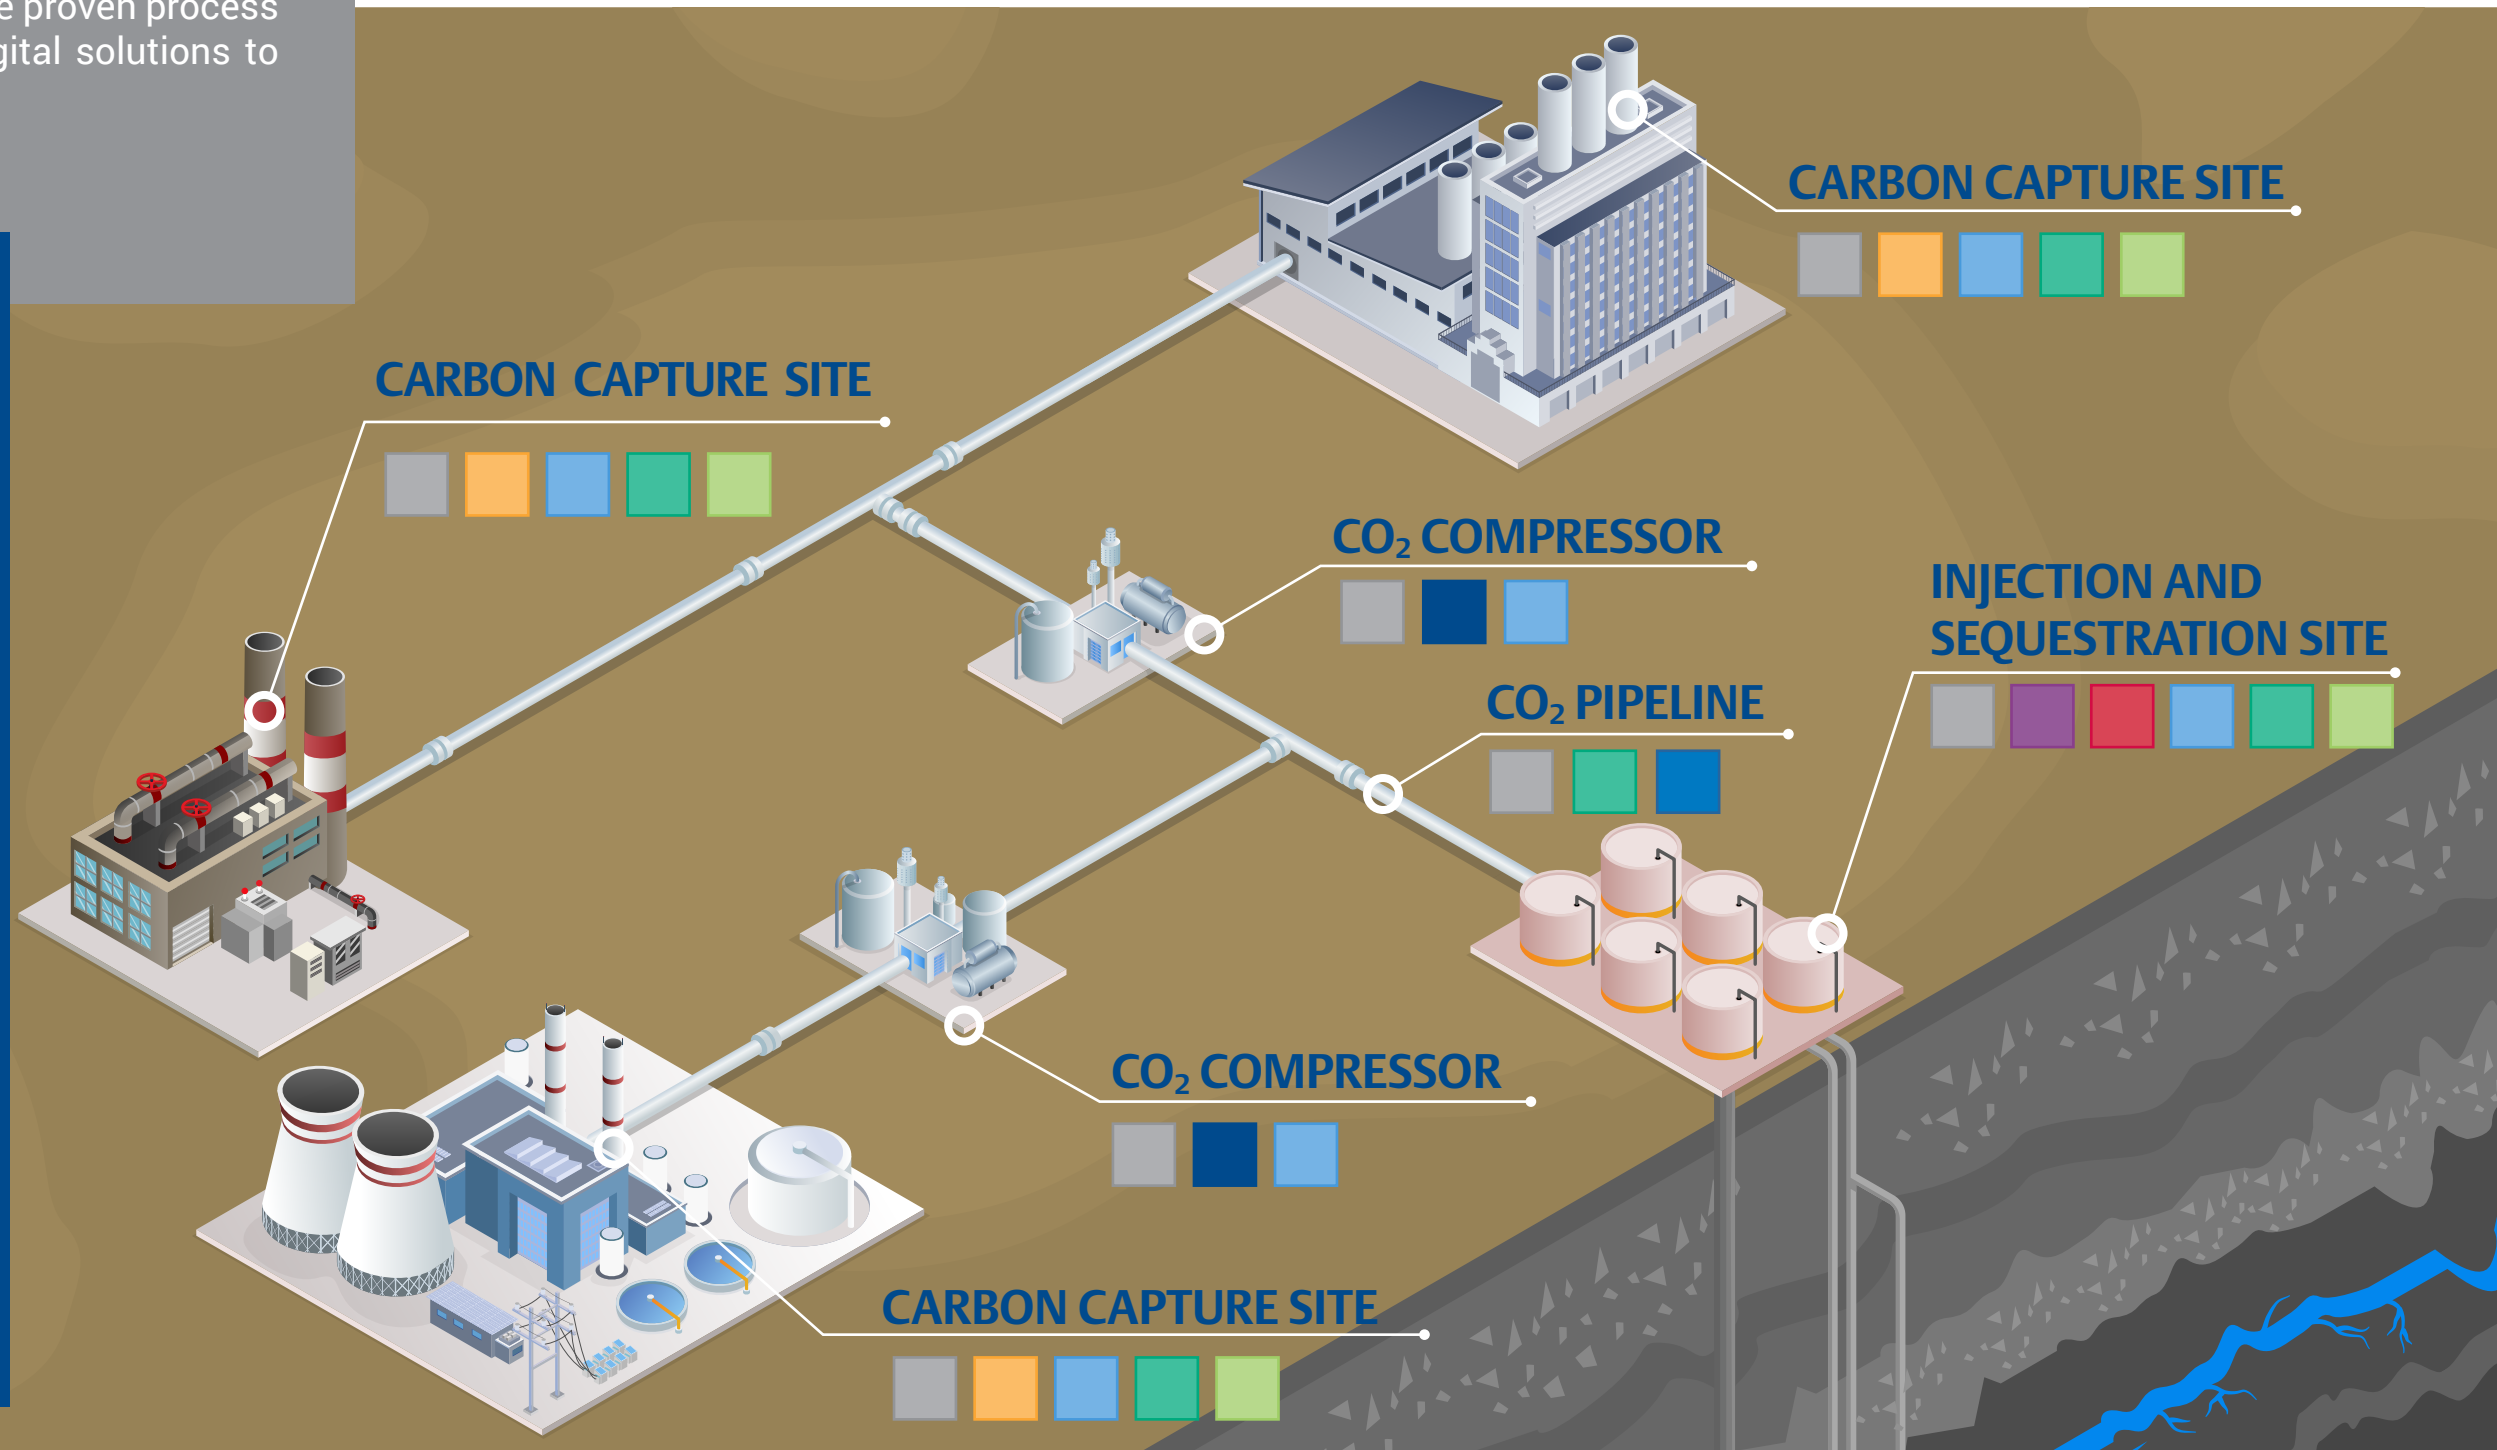 proven process
solutions to
CARBON CAPTURE SITE
CARBON CAPTURE SITE
CO₂ COMPRESSOR
INJECTION AND
SEQUESTRATION SITE
CO₂ PIPELINE
CO₂ COMPRESSOR
CARBON CAPTURE SITE